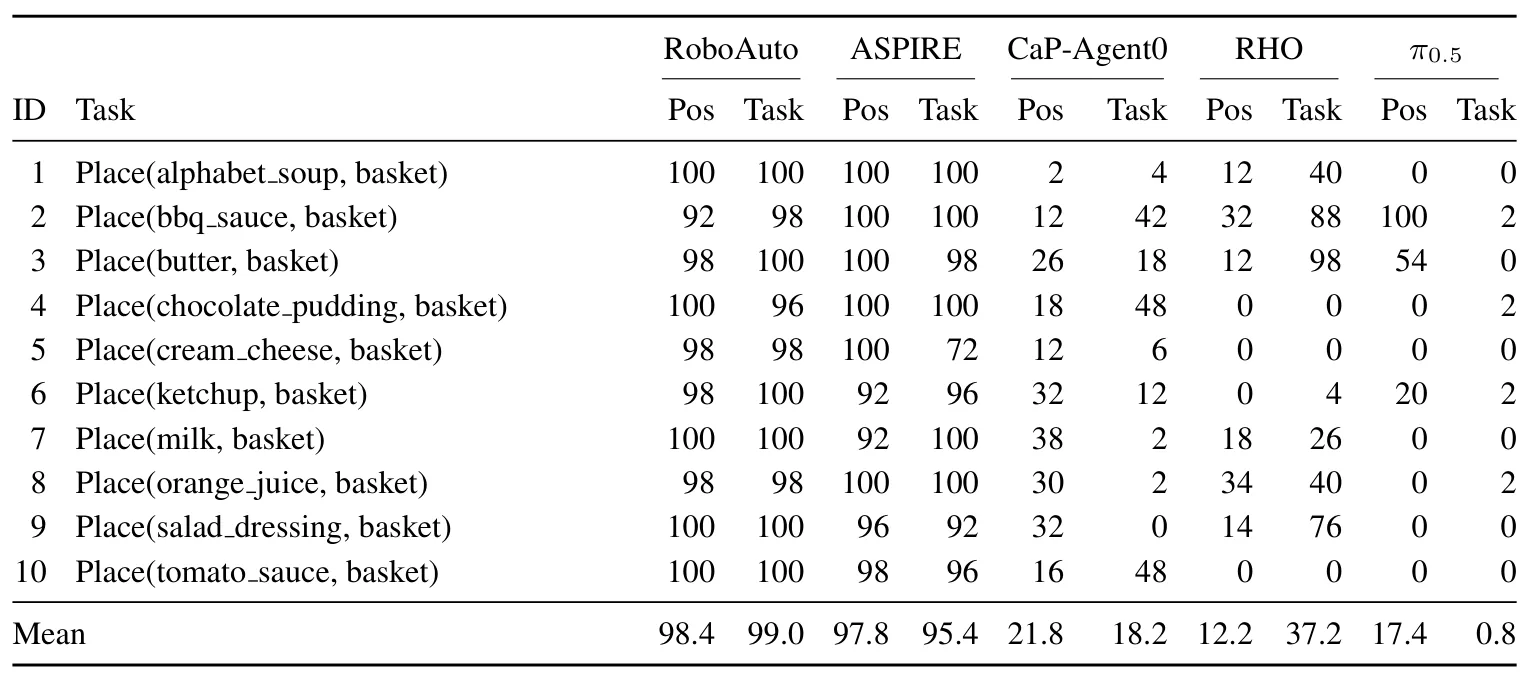 RoboAuto ASPIRE CaP-Agent0 RHO π0.5
ID Task Pos Task Pos Task Pos Task Pos Task Pos Task
1 Place(alphabet_soup, basket) 100 100 100 100 2 4 12 40 0 0
2 Place(bbq_sauce, basket) 92 98 100 100 12 42 32 88 100 2
3 Place(butter, basket) 98 100 100 98 26 18 12 98 54 0
4 Place(chocolate_pudding, basket) 100 96 100 100 18 48 0 0 0 2
5 Place(cream_cheese, basket) 98 98 100 72 12 6 0 0 0 0
6 Place(ketchup, basket) 98 100 92 96 32 12 0 4 20 2
7 Place(milk, basket) 100 100 92 100 38 2 18 26 0 0
8 Place(orange_juice, basket) 98 98 100 100 30 2 34 40 0 2
9 Place(salad_dressing, basket) 100 100 96 92 32 0 14 76 0 0
10 Place(tomato_sauce, basket) 100 100 98 96 16 48 0 0 0 0
Mean 98.4 99.0 97.8 95.4 21.8 18.2 12.2 37.2 17.4 0.8